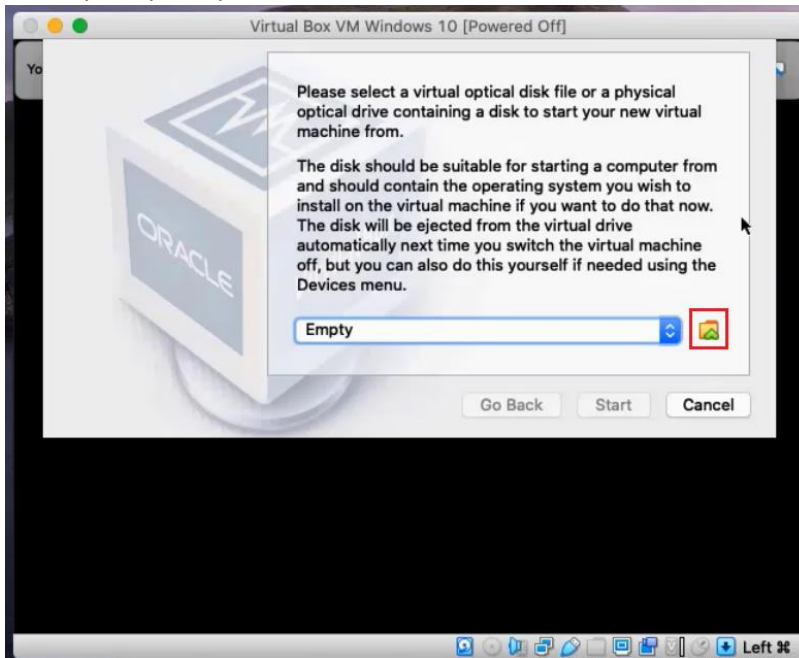 Virtual Box VM Windows 10 [Powered Off]
Yo
Please select a virtual optical disk file or a physical
optical drive containing a disk to start your new virtual
machine from.
The disk should be suitable for starting a computer from
and should contain the operating system you wish to
install on the virtual machine if you want to do that now.
The disk will be ejected from the virtual drive
automatically next time you switch the virtual machine
off, but you can also do this yourself if needed using the
Devices menu.
ORACLE
Empty
Go Back Start Cancel
Left ⌘